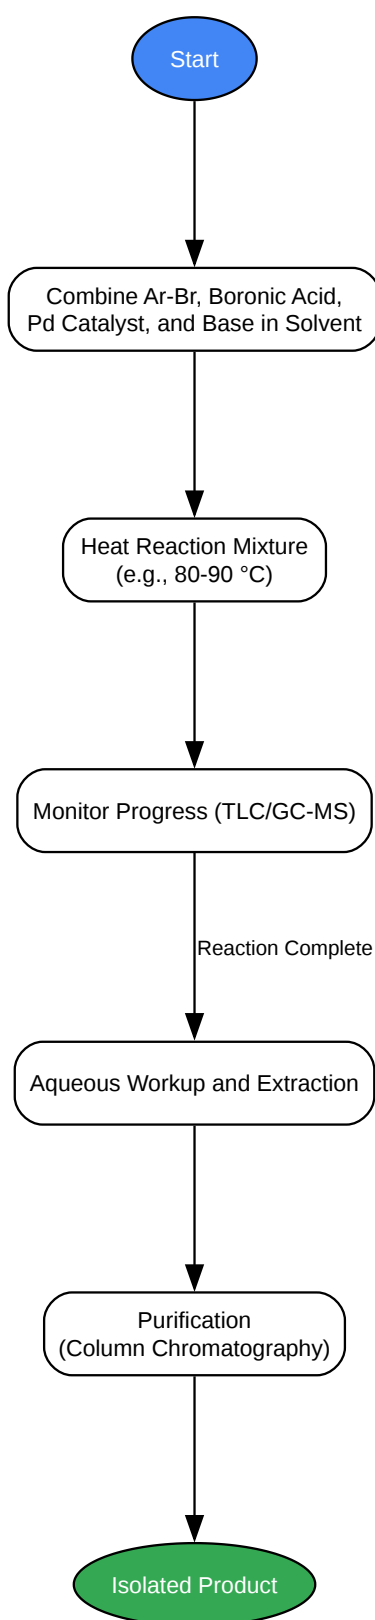 Start
Combine Ar-Br, Boronic Acid,
Pd Catalyst, and Base in Solvent
Heat Reaction Mixture
(e.g., 80-90 °C)
Monitor Progress (TLC/GC-MS)
Reaction Complete
Aqueous Workup and Extraction
Purification
(Column Chromatography)
Isolated Product